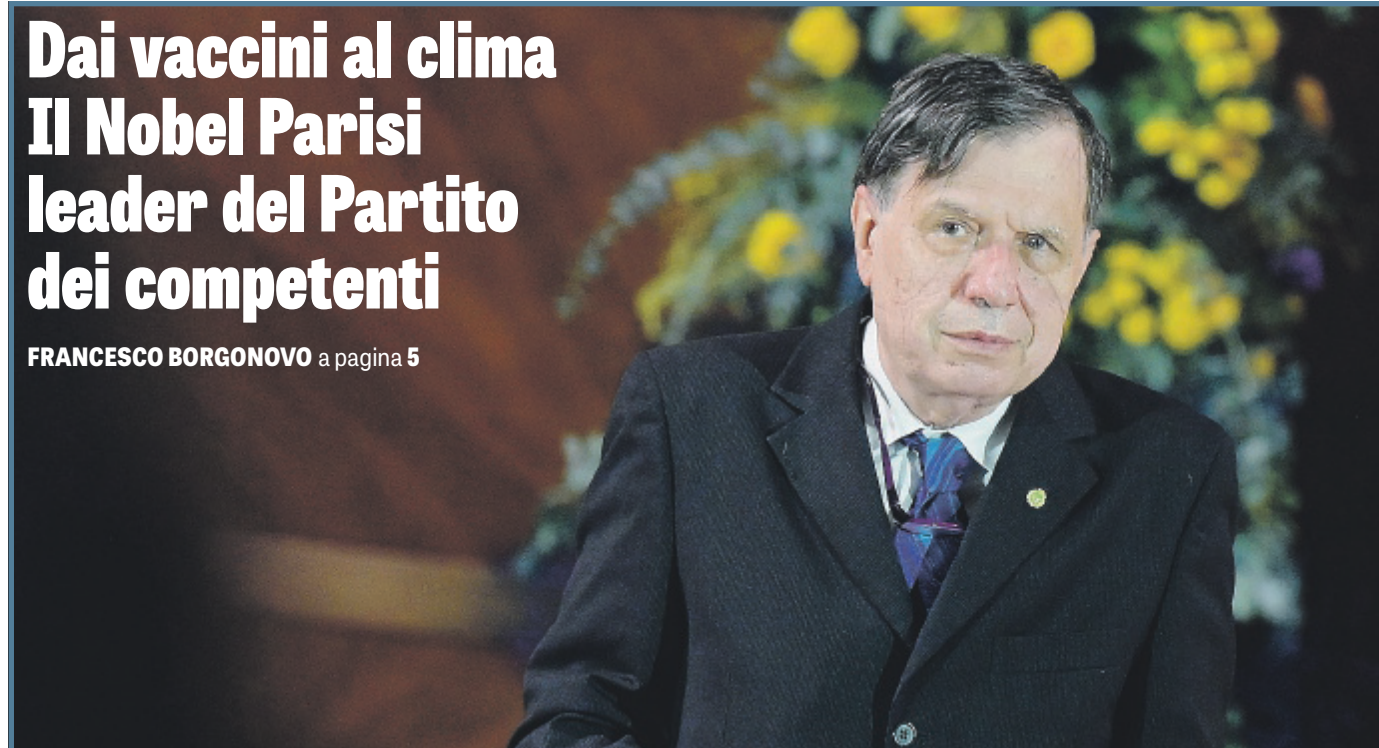 Dai vaccini al clima
Il Nobel Parisi
leader del Partito
dei competenti
FRANCESCO BORGONOVO a pagina 5